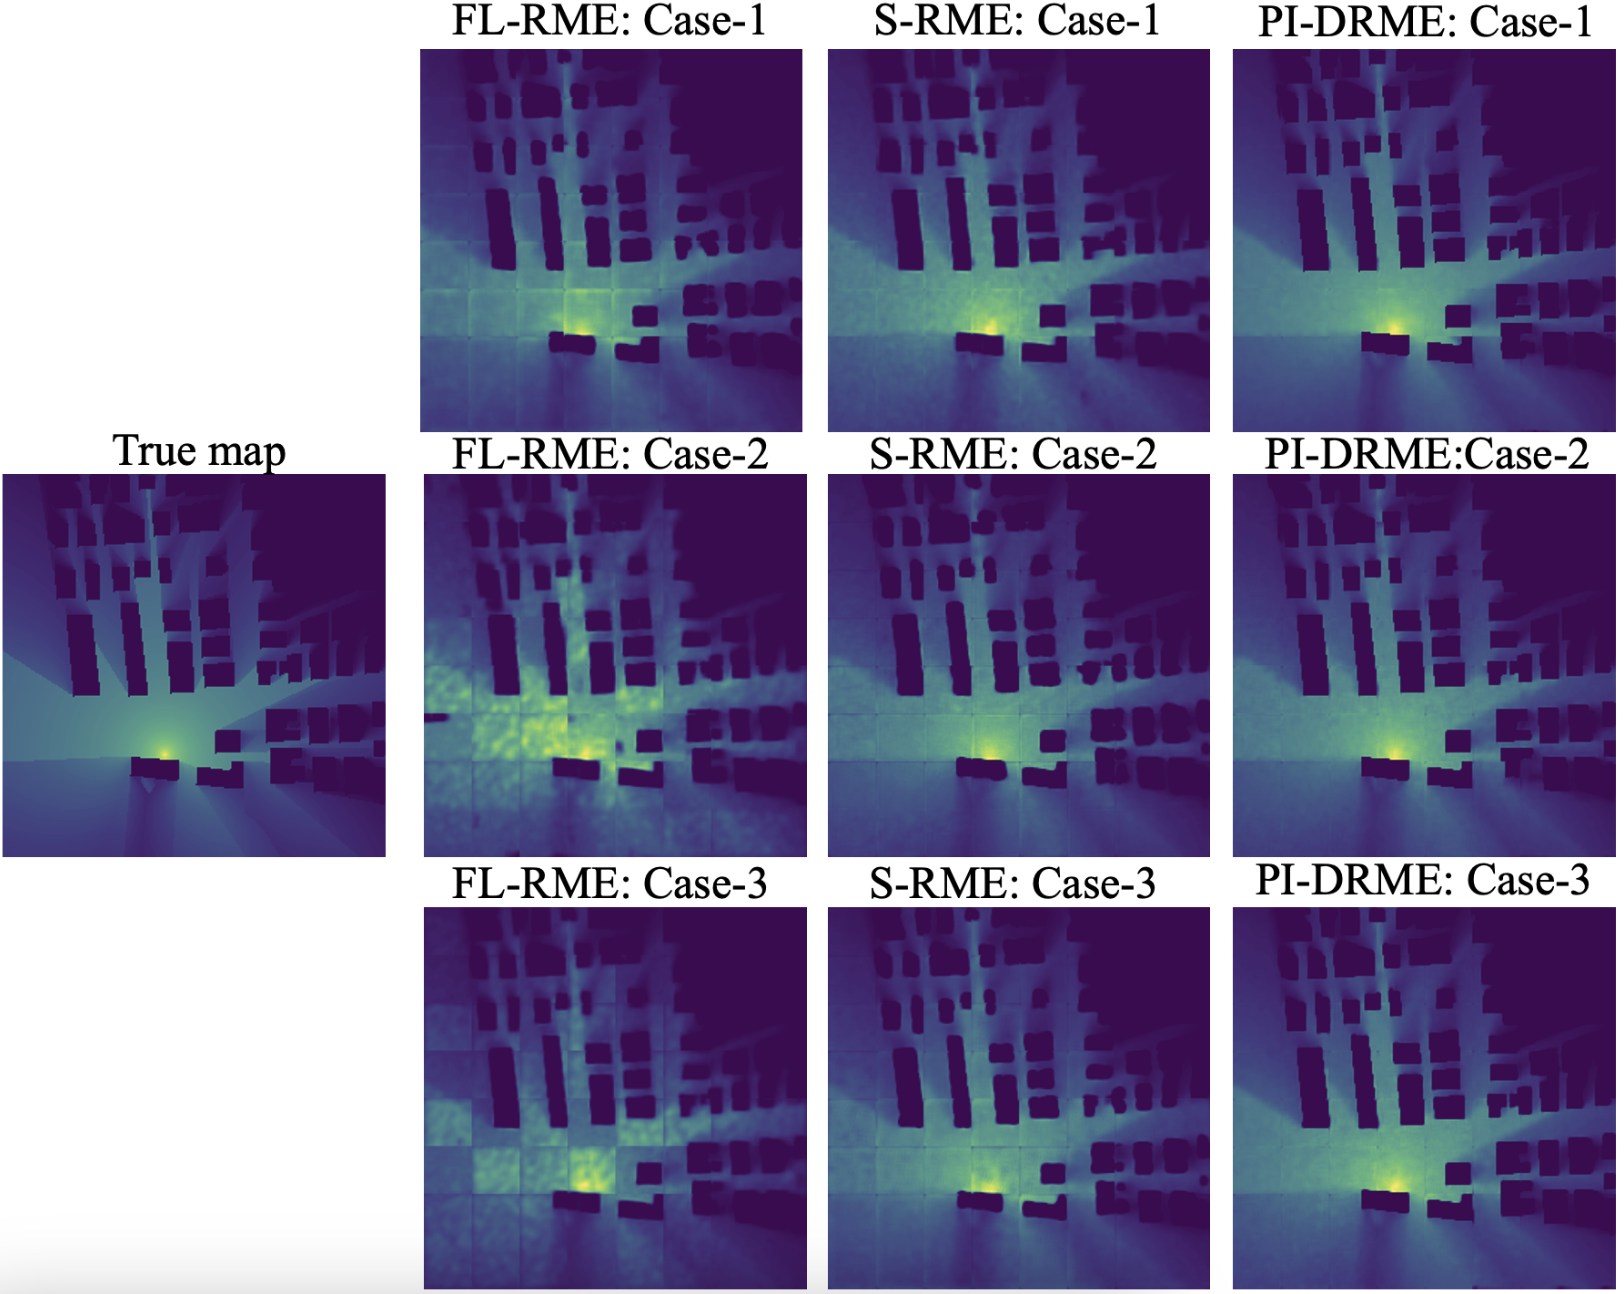 FL-RME: Case-1
S-RME: Case-1
PI-DRME: Case-1
True map
FL-RME: Case-2
S-RME: Case-2
PI-DRME:Case-2
FL-RME: Case-3
S-RME: Case-3
PI-DRME: Case-3